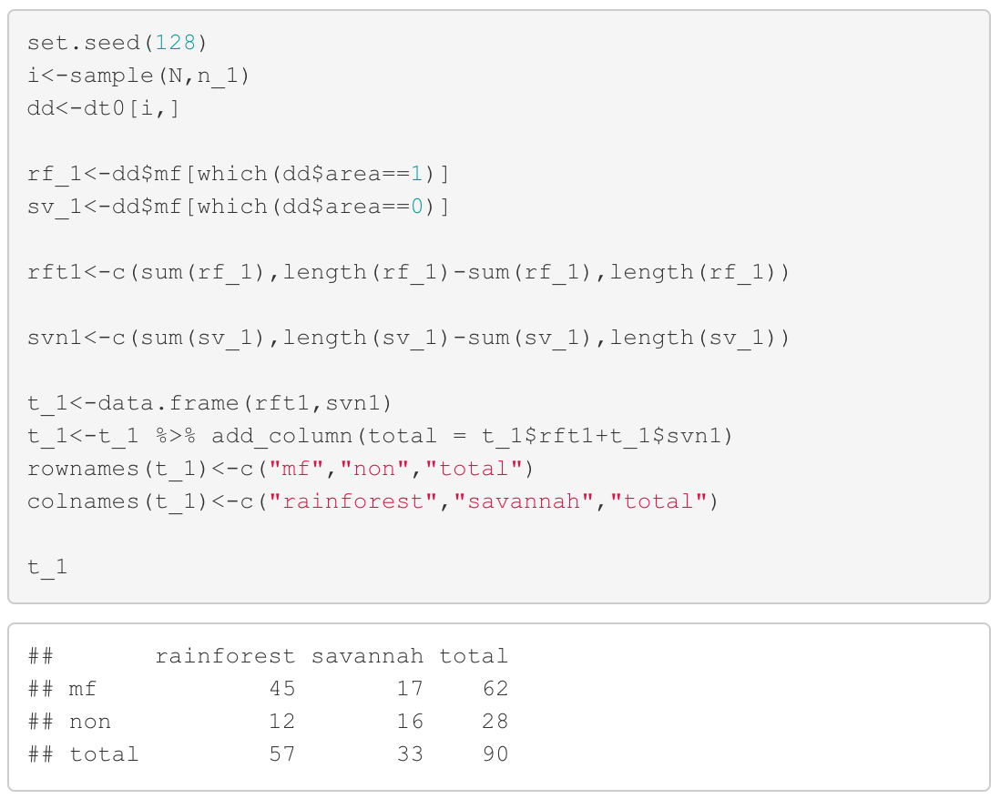 set.seed(128)
i<-sample(N,n_1)
dd<-dt0[i,]
rf_1<-dd$mf[which(dd$area==1)]
sv_1<-dd$mf[which(dd$area==0)]
rft1<-c(sum(rf_1),length(rf_1)-sum(rf_1),length(rf_1))
svn1<-c(sum(sv_1),length(sv_1)-sum(sv_1),length(sv_1))
t_1<-data.frame(rft1,svn1)
t_1<-t_1 %>% add_column(total = t_1$rft1+t_1$svn1)
rownames(t_1)<-c("mf","non","total")
colnames(t_1)<-c("rainforest","savannah","total")
t_1
##       rainforest savannah total
## mf            45       17    62
## non           12       16    28
## total         57       33    90